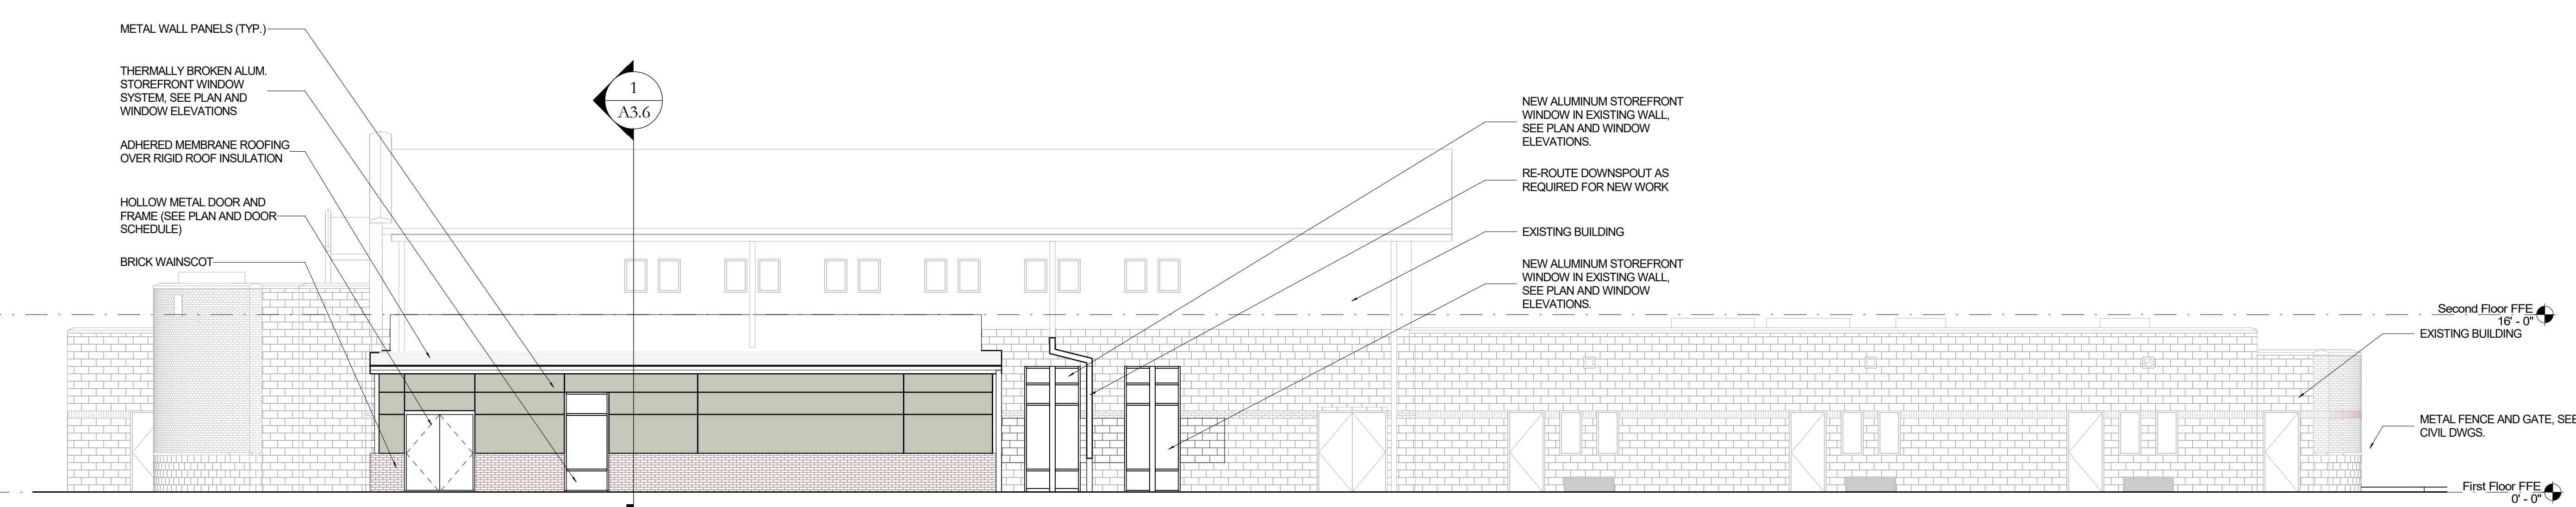 METAL WALL PANELS (TYP.)
THERMALLY BROKEN ALUM.
STOREFRONT WINDOW
SYSTEM, SEE PLAN AND
WINDOW ELEVATIONS
ADHERED MEMBRANE ROOFING
OVER RIGID ROOF INSULATION
HOLLOW METAL DOOR AND
FRAME (SEE PLAN AND DOOR
SCHEDULE)
BRICK WAINSCOT
1
A3.6
NEW ALUMINUM STOREFRONT
WINDOW IN EXISTING WALL,
SEE PLAN AND WINDOW
ELEVATIONS.
RE-ROUTE DOWNSPOUT AS
REQUIRED FOR NEW WORK
EXISTING BUILDING
NEW ALUMINUM STOREFRONT
WINDOW IN EXISTING WALL,
SEE PLAN AND WINDOW
ELEVATIONS.
Second Floor FFE
16' - 0"
EXISTING BUILDING
METAL FENCE AND GATE, SEE
CIVIL DWGS.
First Floor FFE
0' - 0"